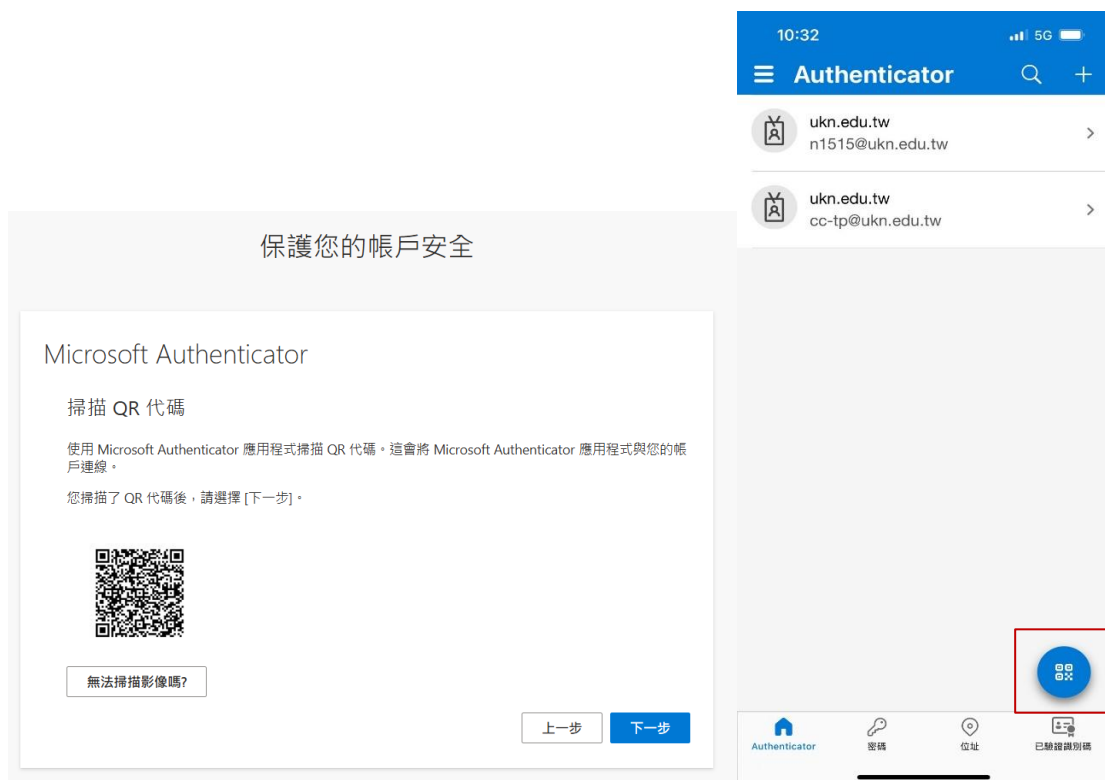 保護您的帳戶安全
Microsoft Authenticator
掃描 QR 代碼
使用 Microsoft Authenticator 應用程式掃描 QR 代碼。這會將 Microsoft Authenticator 應用程式與您的帳
戶連線。
您掃描了 QR 代碼後，請選擇 [下一步]。
無法掃描影像嗎?
上一步
下一步
10:32
5G
Authenticator
ukn.edu.tw
n1515@ukn.edu.tw
ukn.edu.tw
cc-tp@ukn.edu.tw
Authenticator
密碼
位址
已驗證識別碼